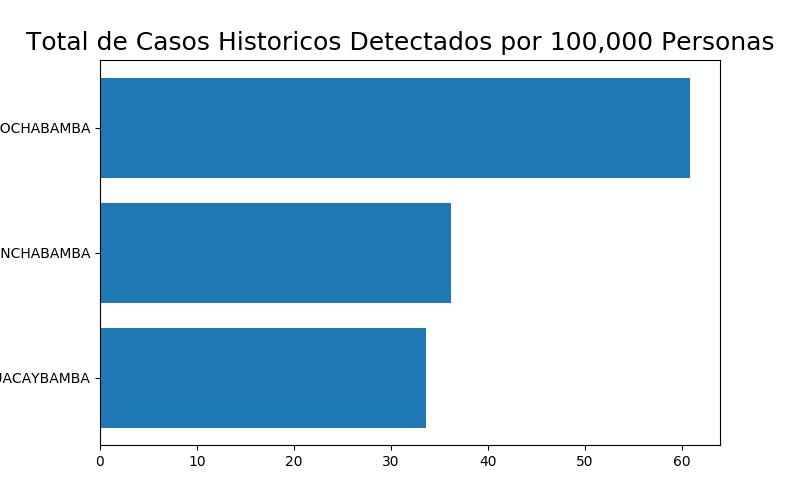 Total de Casos Historicos Detectados por 100,000 Personas
OCHABAMBA
NCHABAMBA
UACAYBAMBA
0 10 20 30 40 50 60